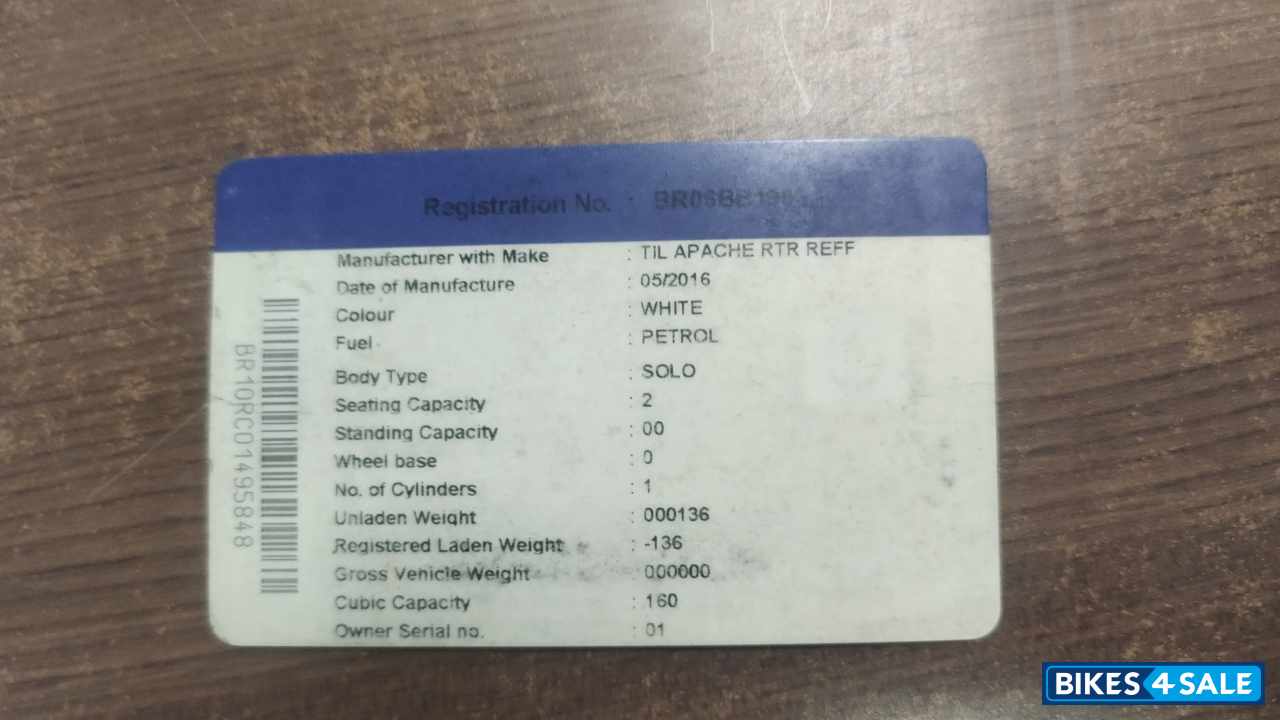 Registration No. :
Manufacturer with Make : TIL APACHE RTR REFF
Date of Manufacture : 05/2016
Colour : WHITE
Fuel : PETROL
Body Type : SOLO
Seating Capacity : 2
Standing Capacity : 00
Wheel base : 0
No. of Cylinders : 1
Unladen Weight : 000136
Registered Laden Weight : -136
Gross Vehicle Weight : 000000
Cubic Capacity : 160
Owner Serial no. : 01
BR10RC01495848
BIKES4SALE